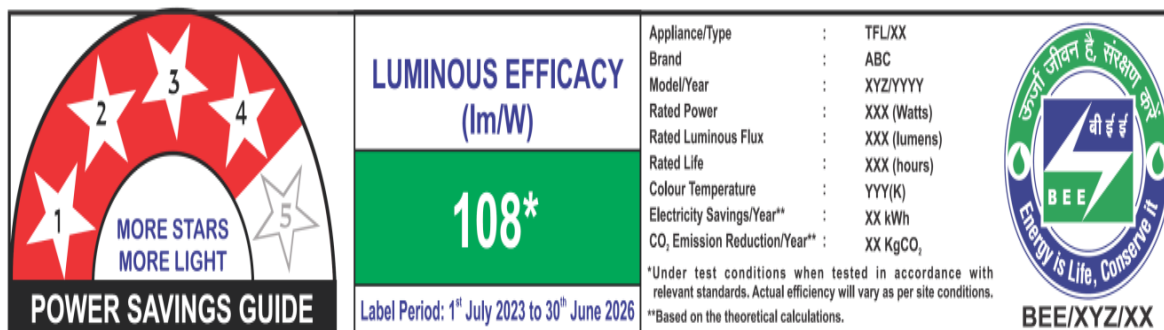 1
2
3
4
5
MORE STARS
MORE LIGHT
POWER SAVINGS GUIDE
LUMINOUS EFFICACY
(lm/W)
108*
Label Period: 1st July 2023 to 30th June 2026
Appliance/Type : TFL/XX
Brand : ABC
Model/Year : XYZ/YYYY
Rated Power : XXX (Watts)
Rated Luminous Flux : XXX (lumens)
Rated Life : XXX (hours)
Colour Temperature : YYY(K)
Electricity Savings/Year** : XX kWh
CO₂ Emission Reduction/Year** : XX KgCO₂
*Under test conditions when tested in accordance with
relevant standards. Actual efficiency will vary as per site conditions.
**Based on the theoretical calculations.
ऊर्जा जीवन है, संरक्षण करें
बी ई ई
BEE
Energy is Life, Conserve it
BEE/XYZ/XX